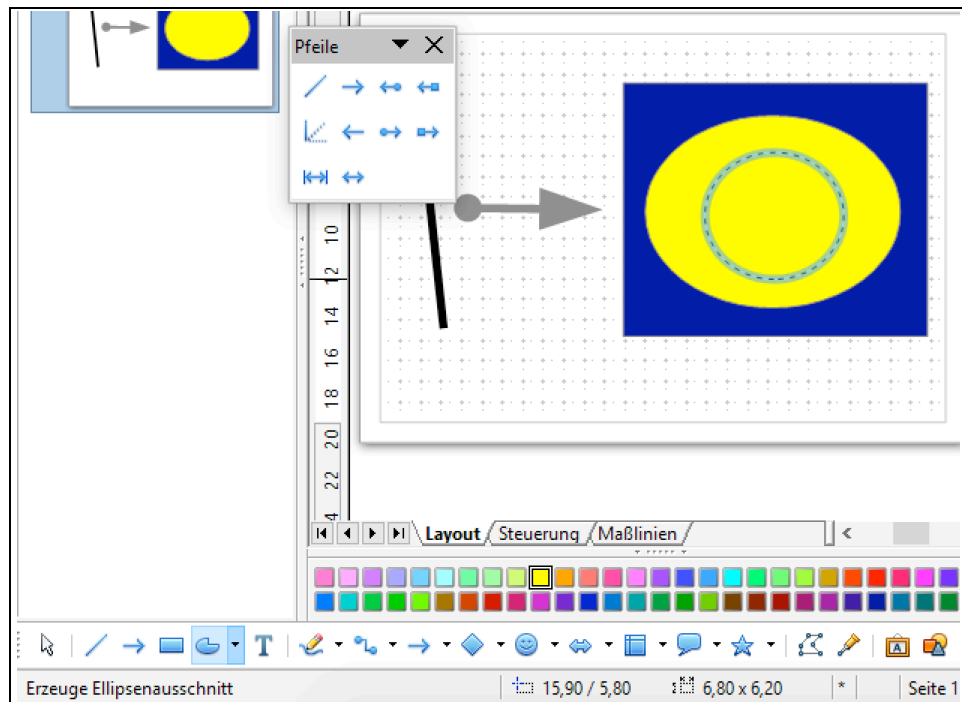 Pfeile
10
12
14
16
18
20
22
4
Layout Steuerung Maßlinien
T
A
Erzeuge Ellipsenausschnitt 15,90 / 5,80 6,80 x 6,20 * Seite 1